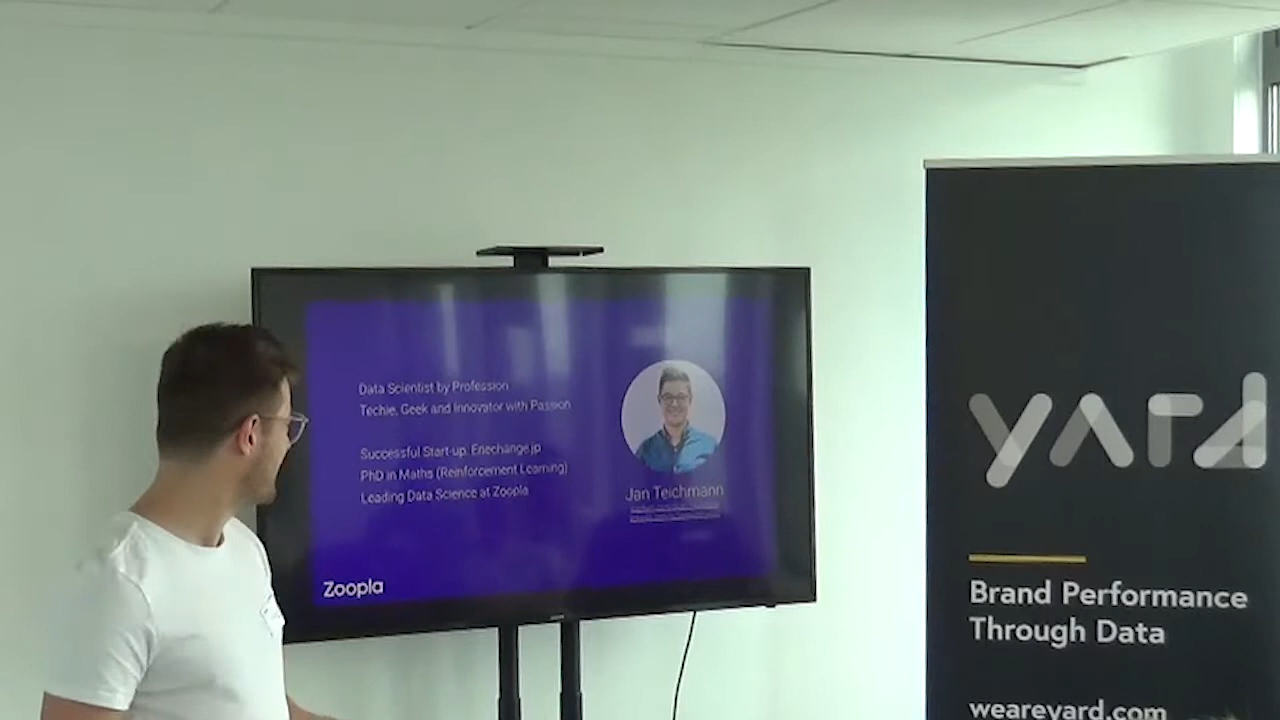 Data Scientist by Profession
Techie, Geek and Innovator with Passion
Successful Start-up: Enechange.jp
PhD in Maths (Reinforcement Learning)
Leading Data Science at Zoopla
Jan Teichmann
Zoopla
yard
Brand Performance
Through Data
weareyard.com